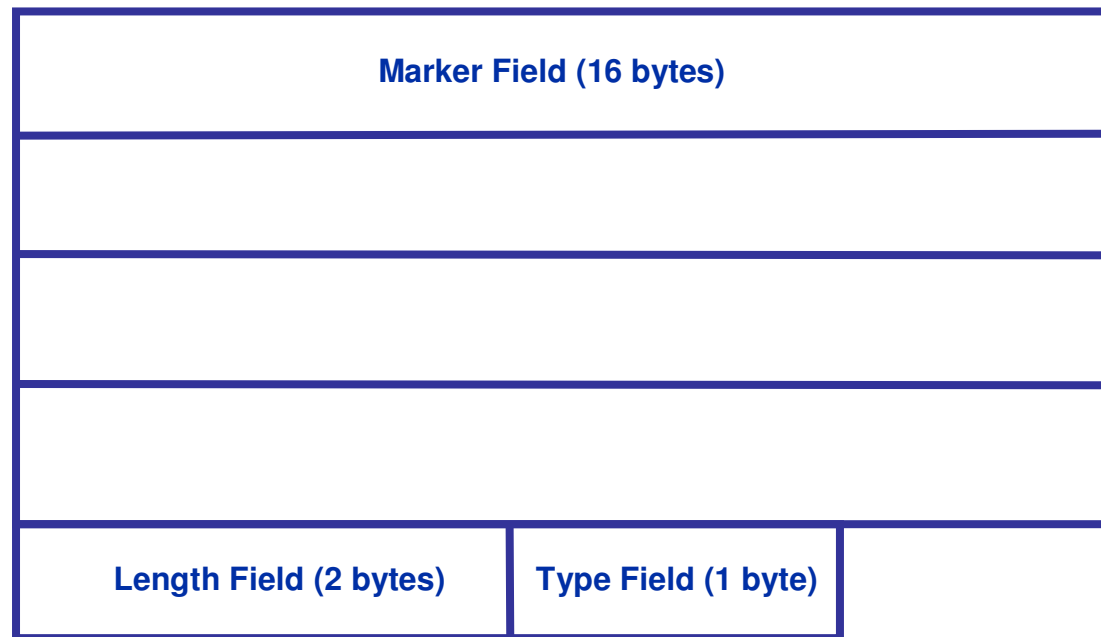 Marker Field (16 bytes)
Length Field (2 bytes) Type Field (1 byte)